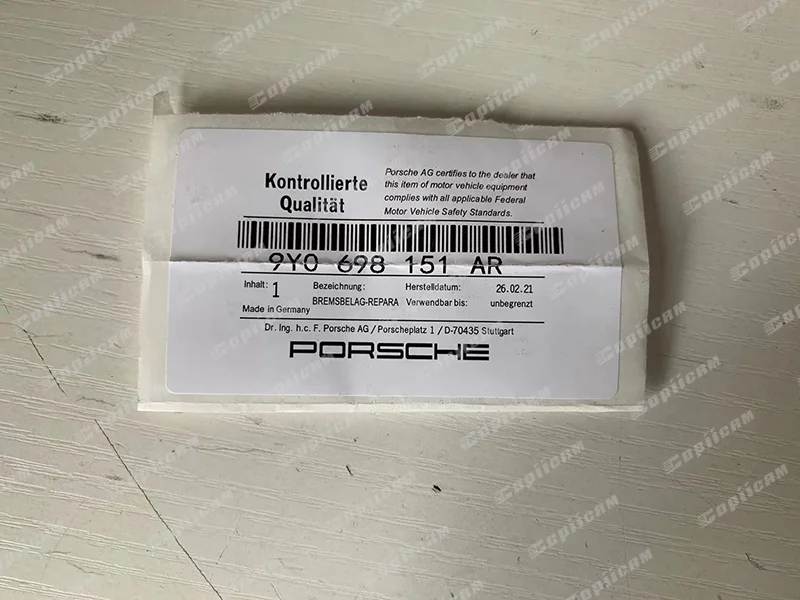 Kontrollierte
Qualität
Porsche AG certifies to the dealer that
this item of motor vehicle equipment
complies with all applicable Federal
Motor Vehicle Safety Standards.
9Y0 698 151 AR
Inhalt: 1 Bezeichnung: Herstelldatum: 26.02.21
BREMSBELAG-REPARA Verwendbar bis: unbegrenzt
Made in Germany
Dr. Ing. h.c. F. Porsche AG / Porscheplatz 1 / D-70435 Stuttgart
PORSCHE
Copiicam